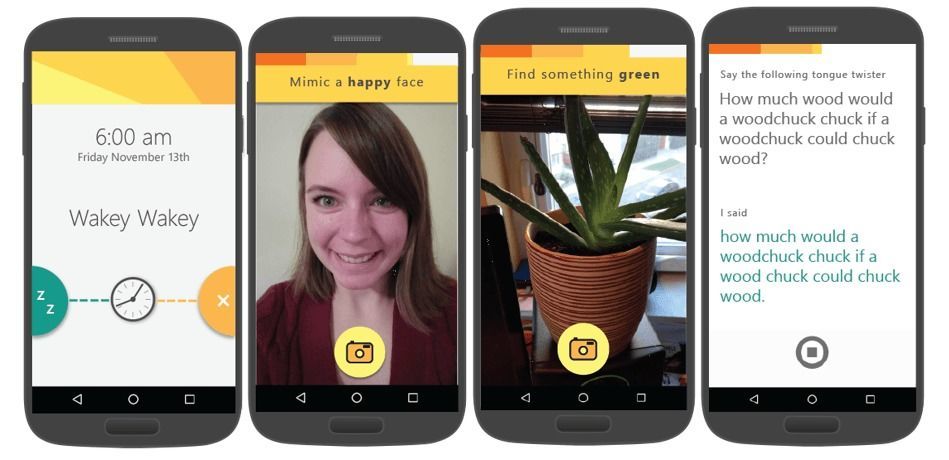 6:00 am
Friday November 13th
Wakey Wakey
z
z
Mimic a happy face
Find something green
Say the following tongue twister
How much wood would
a woodchuck chuck if a
woodchuck could chuck
wood?
I said
how much would a
woodchuck chuck if a
wood chuck could chuck
wood.